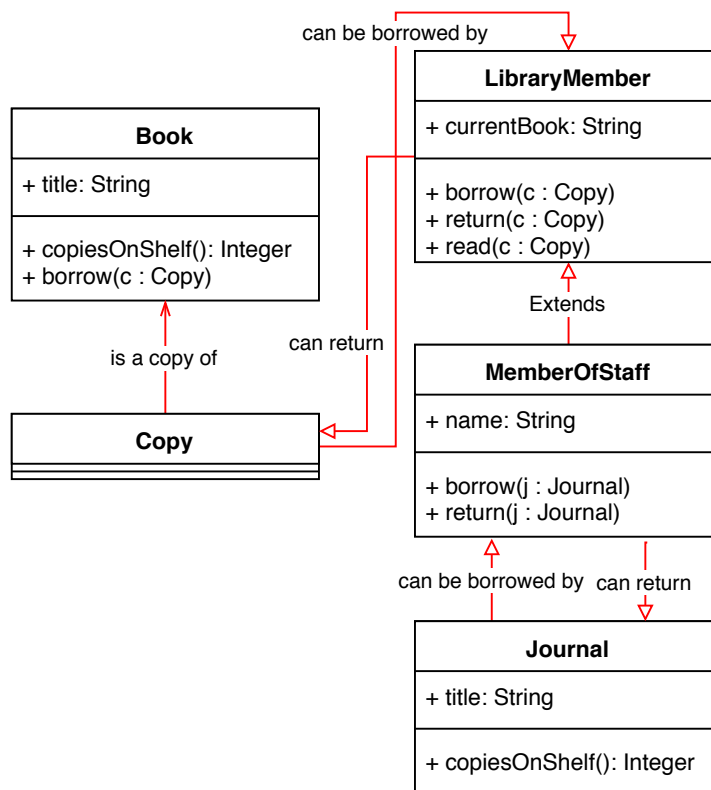 can be borrowed by
LibraryMember
+ currentBook: String
+ borrow(c : Copy)
+ return(c : Copy)
+ read(c : Copy)
Book
+ title: String
+ copiesOnShelf(): Integer
+ borrow(c : Copy)
is a copy of
can return
Extends
Copy
MemberOfStaff
+ name: String
+ borrow(j : Journal)
+ return(j : Journal)
can be borrowed by
can return
Journal
+ title: String
+ copiesOnShelf(): Integer